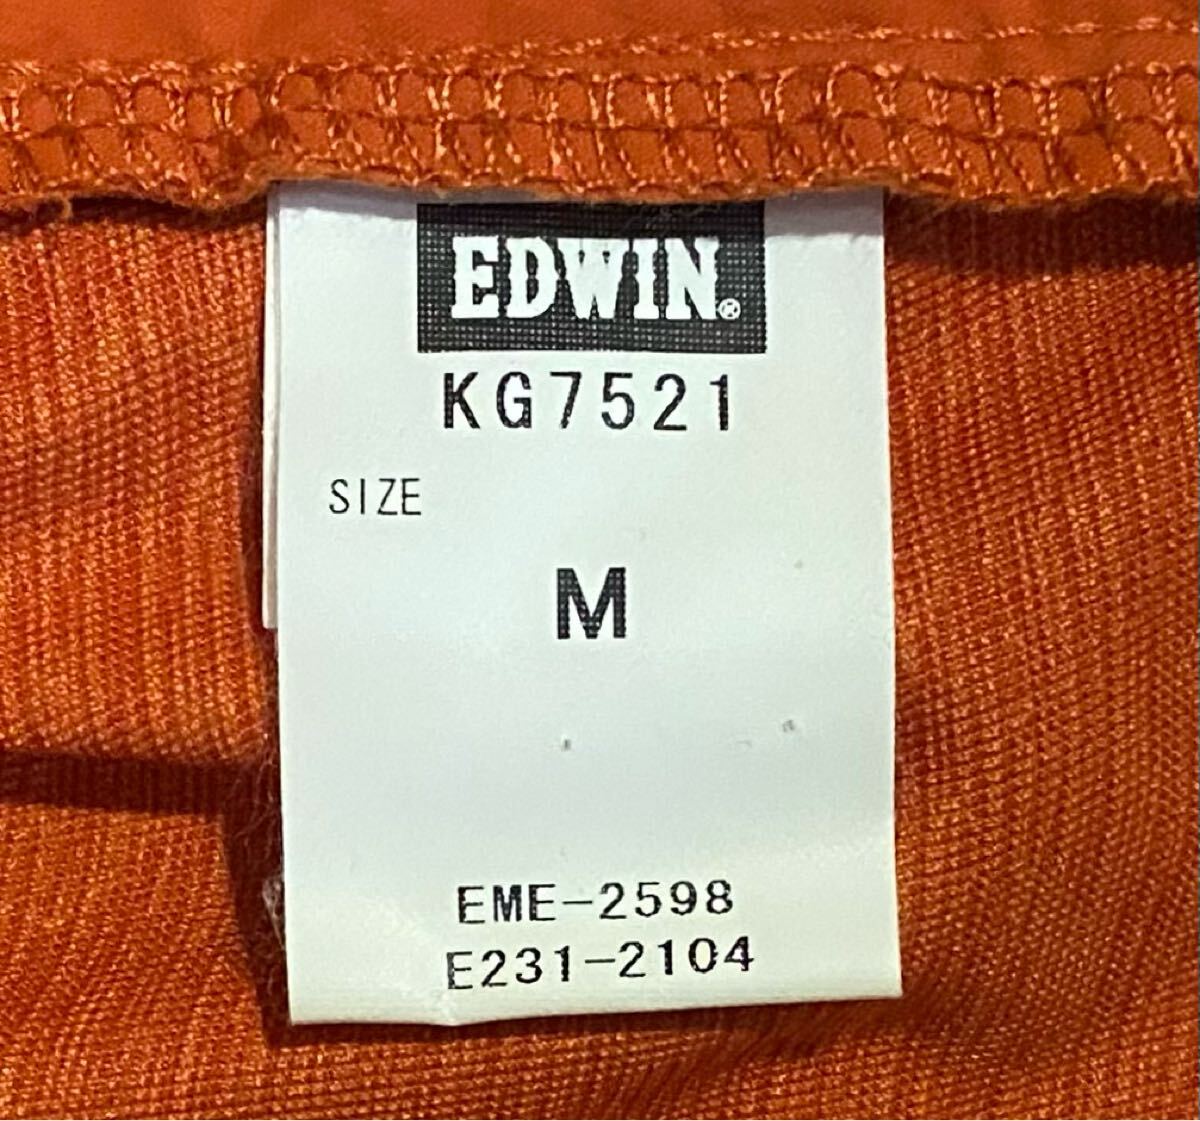 EDWIN®
KG7521
SIZE
M
EME-2598
E231-2104